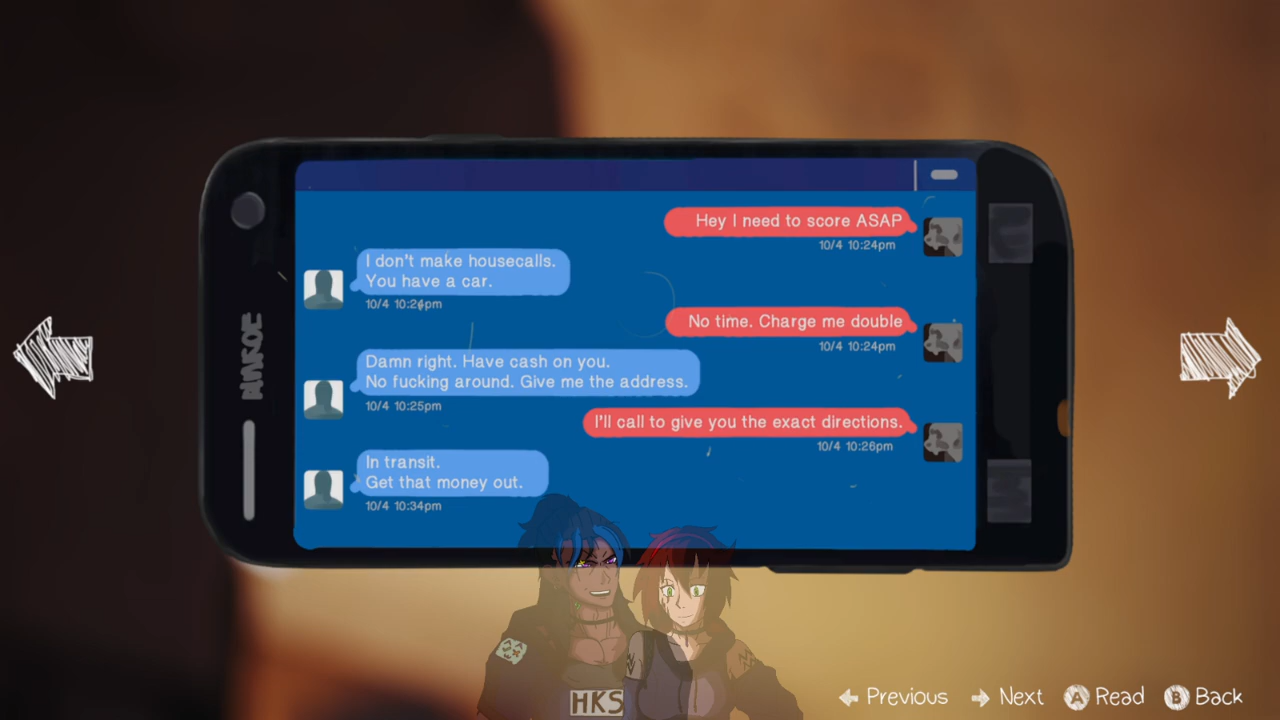 Hey I need to score ASAP
10/4 10:24pm
I don't make housecalls.
You have a car.
10/4 10:24pm
No time. Charge me double
10/4 10:24pm
Damn right. Have cash on you.
No fucking around. Give me the address.
10/4 10:25pm
I'll call to give you the exact directions.
10/4 10:26pm
In transit.
Get that money out.
10/4 10:34pm
HKS
Previous
Next
A Read
B Back